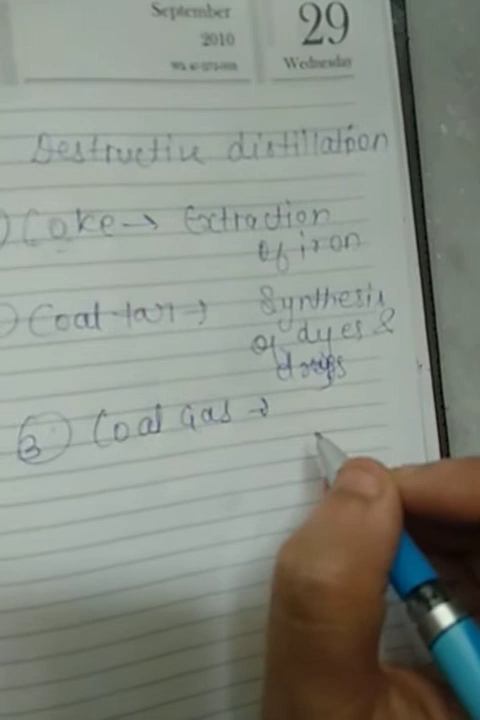 September
29
2010
Wednesday
Destructive distillation
) Coke → Extraction
of iron
) Coal tar → Synthesis
of dyes &
drugs
3) Coal Gas →